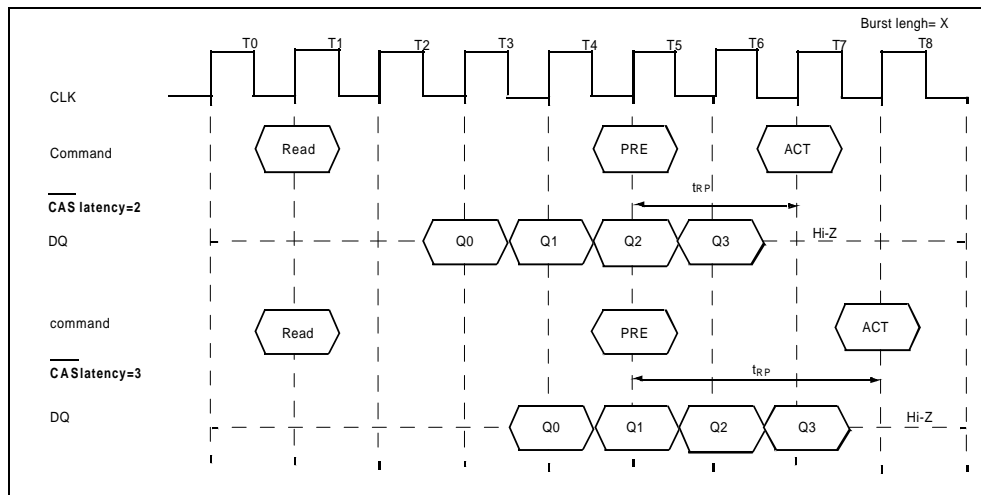 Burst lengh= X
T0 T1 T2 T3 T4 T5 T6 T7 T8
CLK
Command Read PRE ACT
tRP
CAS latency=2
DQ Q0 Q1 Q2 Q3 Hi-Z
command Read PRE ACT
CASlatency=3 tRP
DQ Q0 Q1 Q2 Q3 Hi-Z